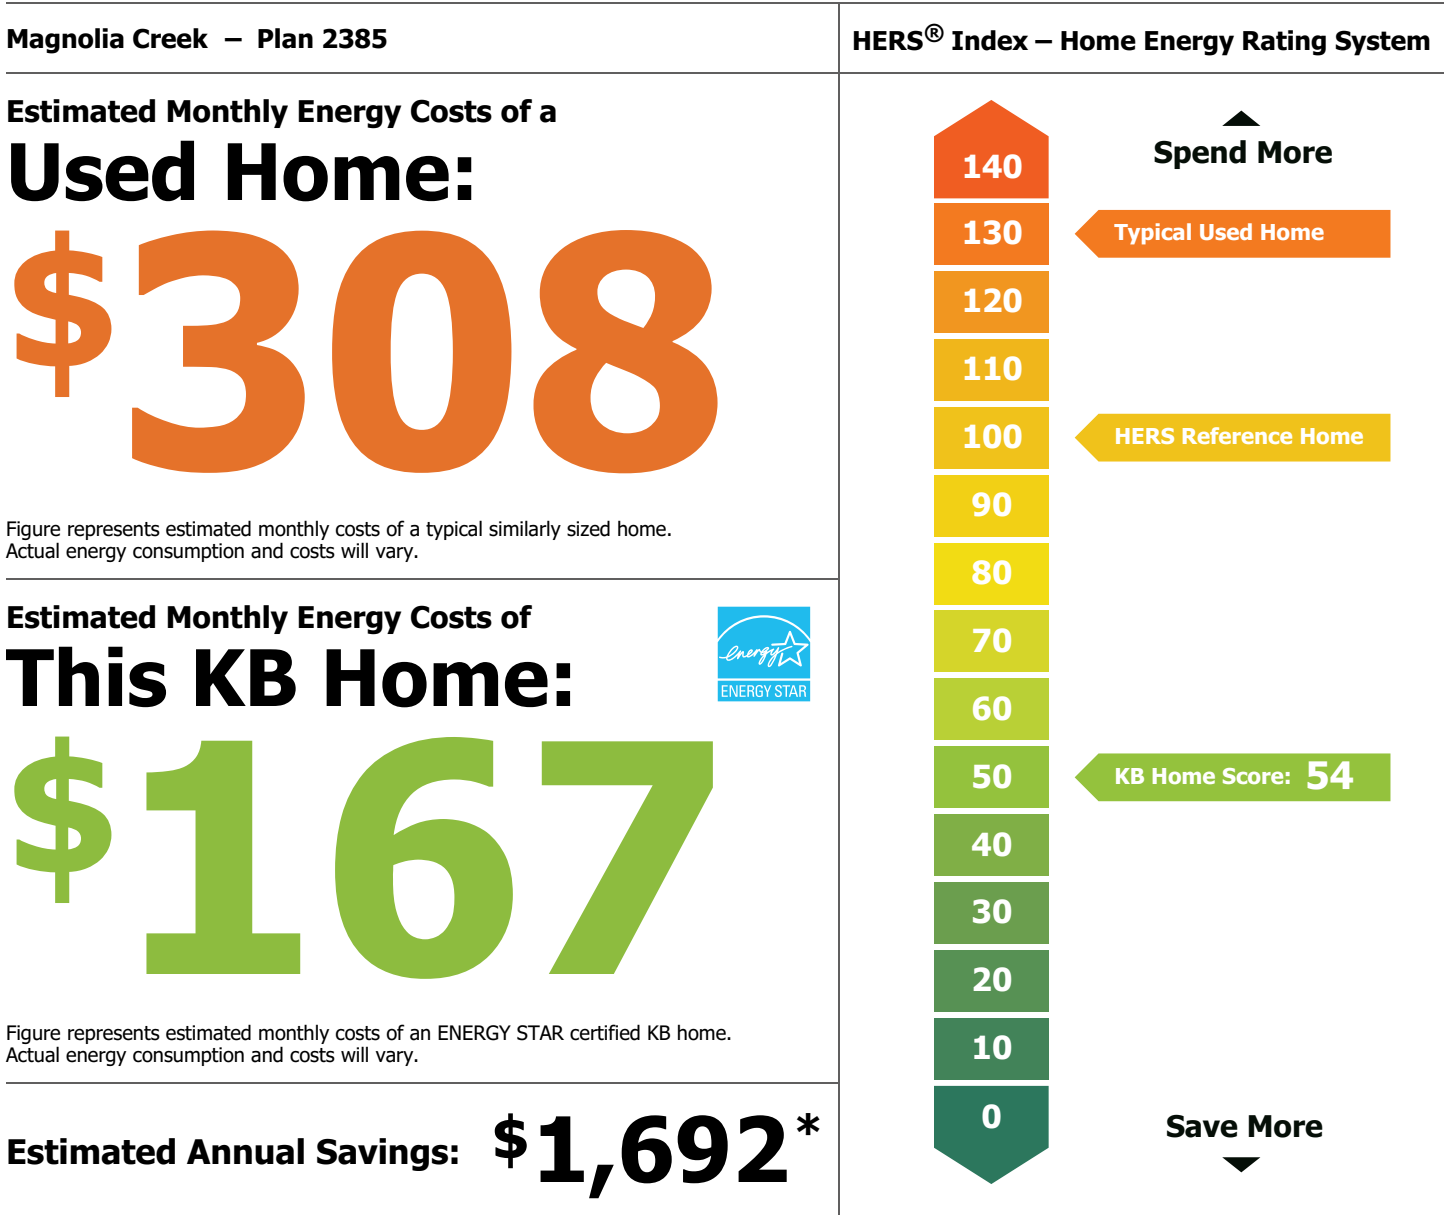 Magnolia Creek – Plan 2385
Estimated Monthly Energy Costs of a
Used Home:
$308
Figure represents estimated monthly costs of a typical similarly sized home.
Actual energy consumption and costs will vary.
Estimated Monthly Energy Costs of
This KB Home:
energy
ENERGY STAR
$167
Figure represents estimated monthly costs of an ENERGY STAR certified KB home.
Actual energy consumption and costs will vary.
Estimated Annual Savings: $1,692*
HERS® Index – Home Energy Rating System
Spend More
140
130 Typical Used Home
120
110
100 HERS Reference Home
90
80
70
60
50 KB Home Score: 54
40
30
20
10
0
Save More